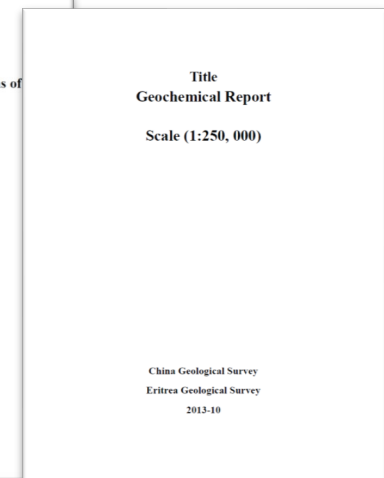 s of
Title
Geochemical Report
Scale (1:250, 000)
China Geological Survey
Eritrea Geological Survey
2013-10